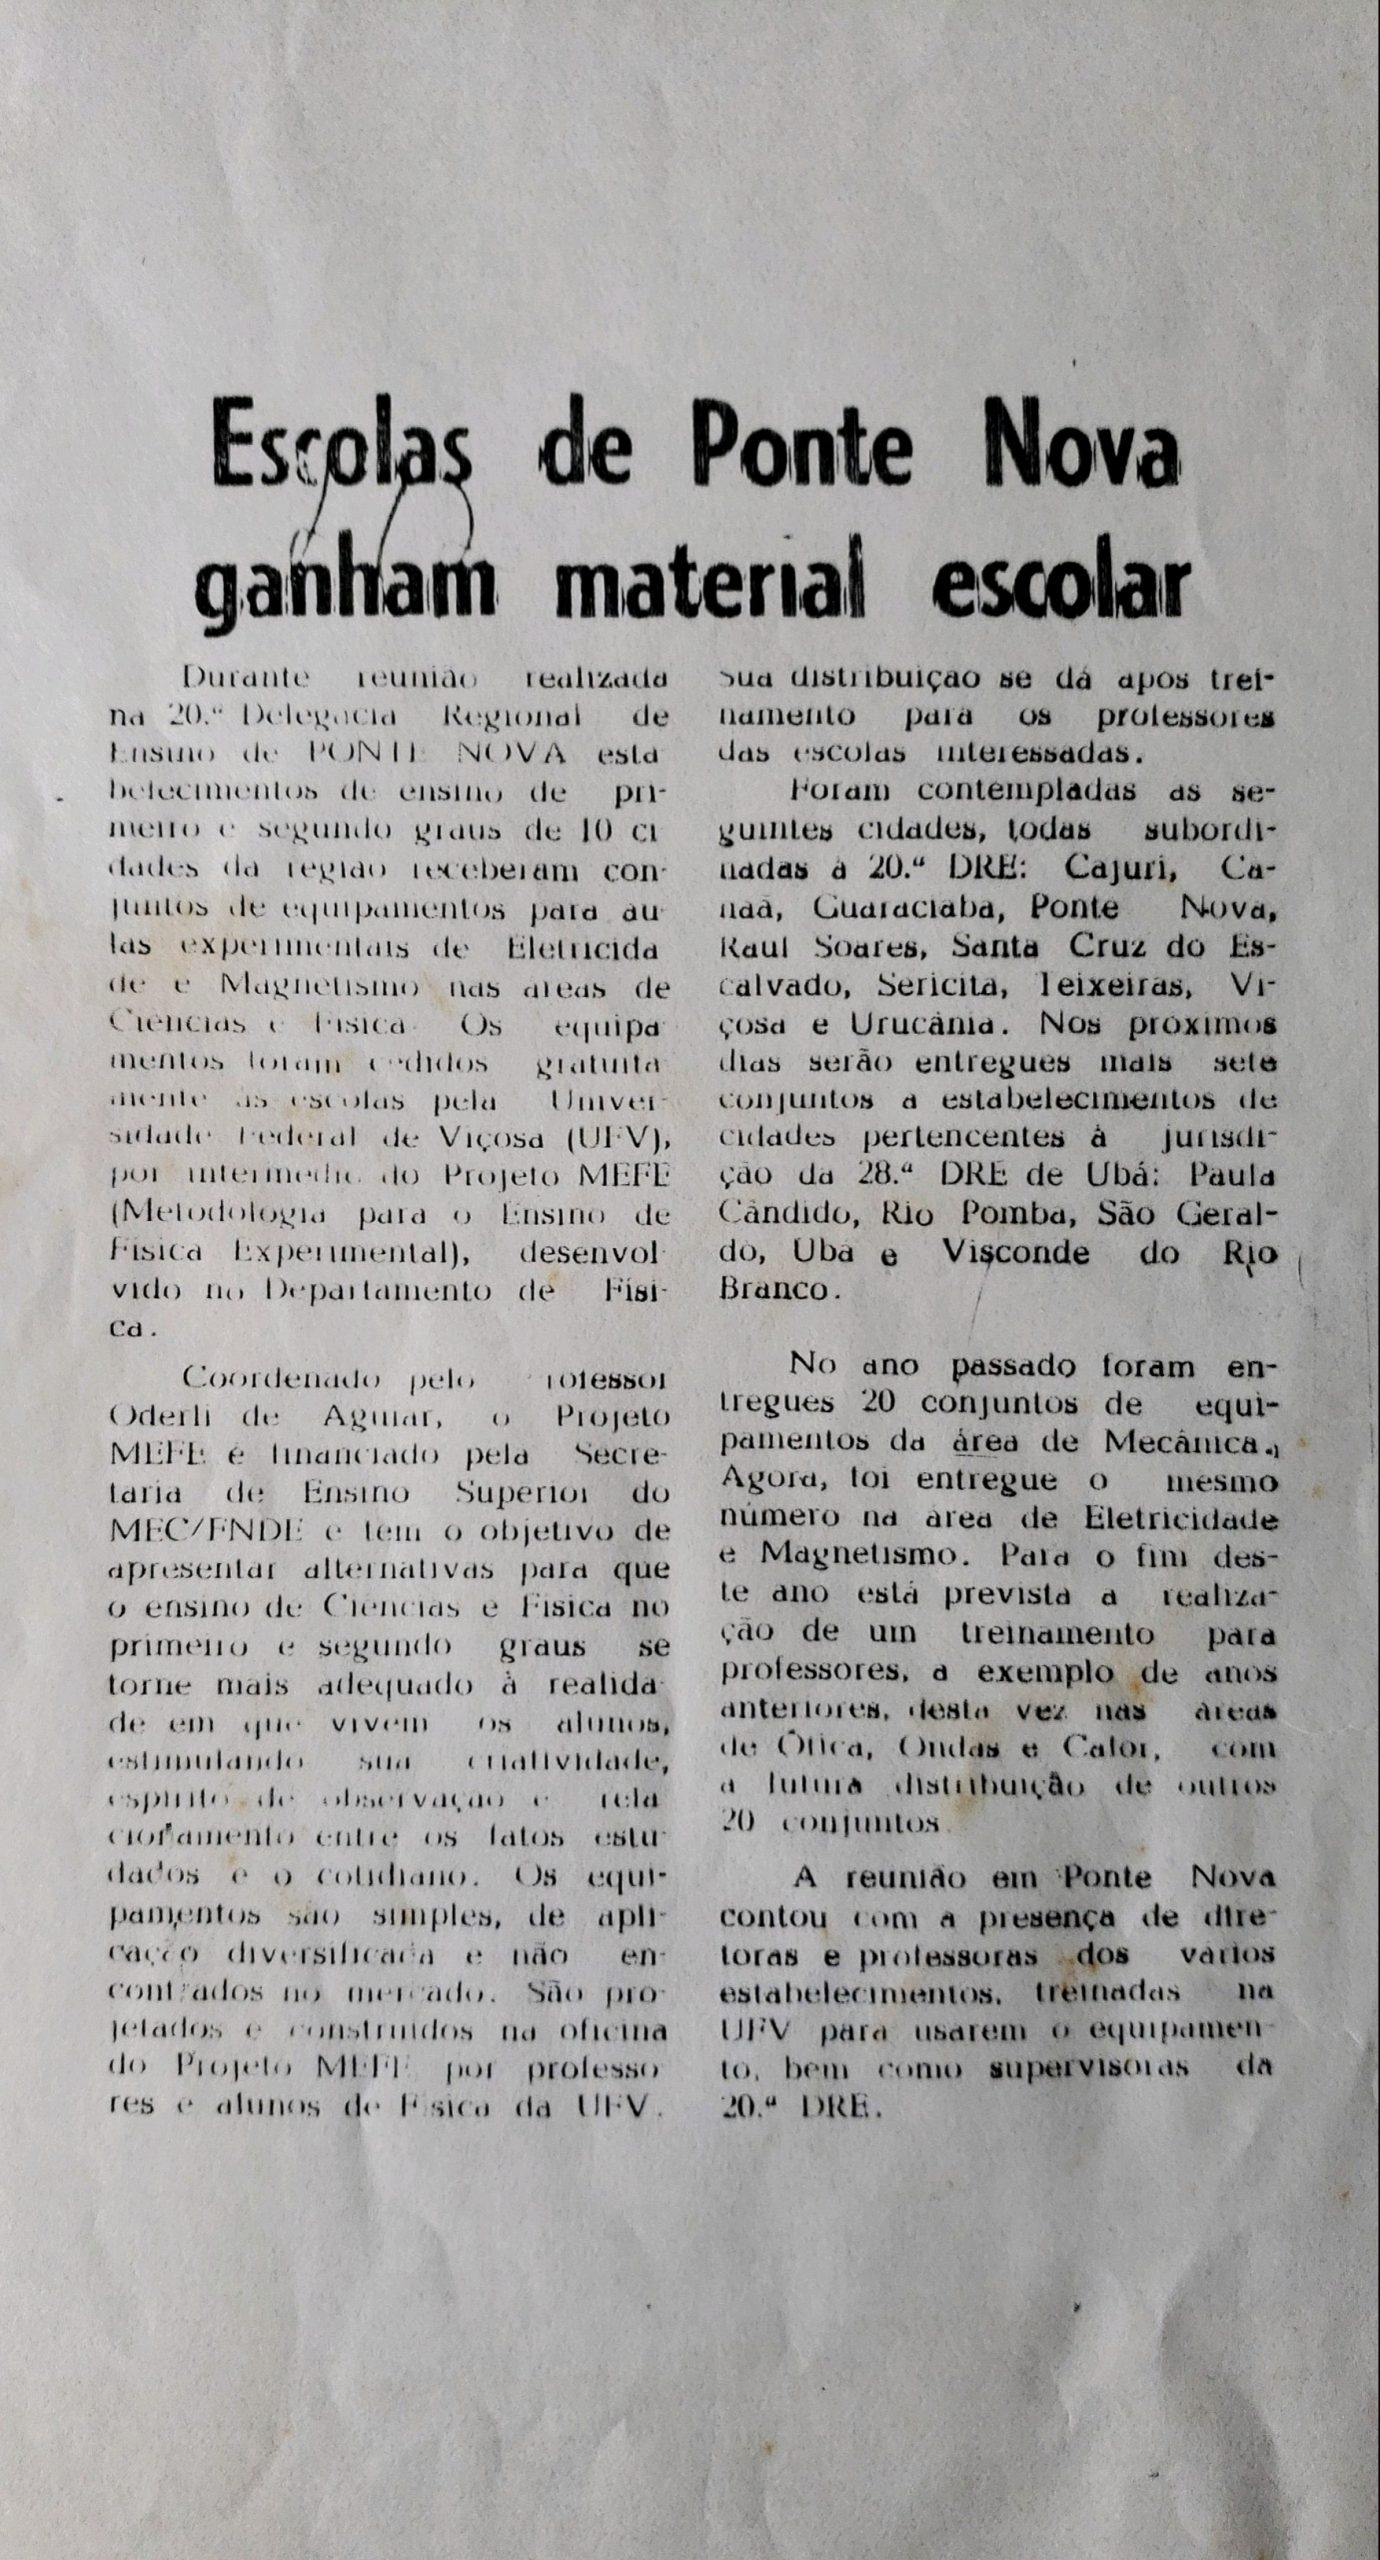 Escolas de Ponte Nova
ganham material escolar
Durante reunião realizada
na 20.ª Delegacia Regional de
Ensino de PONTE NOVA esta
belecimentos de ensino de pri-
meiro e segundo graus de 10 ci
dades da região receberam con-
juntos de equipamentos para au
las experimentais de Eletricida
de e Magnetismo nas áreas de
Ciências e Física. Os equipa
mentos foram cedidos gratuita
mente às escolas pela Univer-
sidade Federal de Viçosa (UFV),
por intermédio do Projeto MEFE
(Metodologia para o Ensino de
Física Experimental), desenvol-
vido no Departamento de Físi-
ca.
Coordenado pelo rofessor
Oderli de Aguiar, o Projeto
MEFE é financiado pela Secre-
taria de Ensino Superior do
MEC/FNDE e tem o objetivo de
apresentar alternativas para que
o ensino de Ciências e Física no
primeiro e segundo graus se
torne mais adequado à realida-
de em que vivem os alunos,
estimulando sua criatividade,
espírito de observação e rela
cionamento entre os fatos estu
dados e o cotidiano. Os equi-
pamentos são simples, de apli-
cação diversificada e não en-
contrados no mercado. São pro-
jetados e construídos na oficina
do Projeto MEFE por professo
res e alunos de Física da UFV.
Sua distribuição se dá após trei-
namento para os professores
das escolas interessadas.
Foram contempladas as se-
guintes cidades, todas subordi-
nadas à 20.ª DRE: Cajuri, Ca-
naã, Guaraciaba, Ponte Nova,
Raul Soares, Santa Cruz do Es-
calvado, Sericita, Teixeiras, Vi-
çosa e Urucânia. Nos próximos
dias serão entregues mais sete
conjuntos a estabelecimentos de
cidades pertencentes à jurisdi-
ção da 28.ª DRE de Ubá: Paula
Cândido, Rio Pomba, São Geral-
do, Ubá e Visconde do Rio
Branco.
No ano passado foram en-
tregues 20 conjuntos de equi-
pamentos da área de Mecânica.,
Agora, foi entregue o mesmo
número na área de Eletricidade
e Magnetismo. Para o fim des-
te ano está prevista a realiza-
ção de um treinamento para
professores, a exemplo de anos
anteriores, desta vez nas áreas
de Ótica, Ondas e Calor, com
a futura distribuição de outros
20 conjuntos.
A reunião em Ponte Nova
contou com a presença de dire-
toras e professoras dos vários
estabelecimentos, treinadas na
UFV para usarem o equipamen-
to, bem como supervisoras da
20.ª DRE.